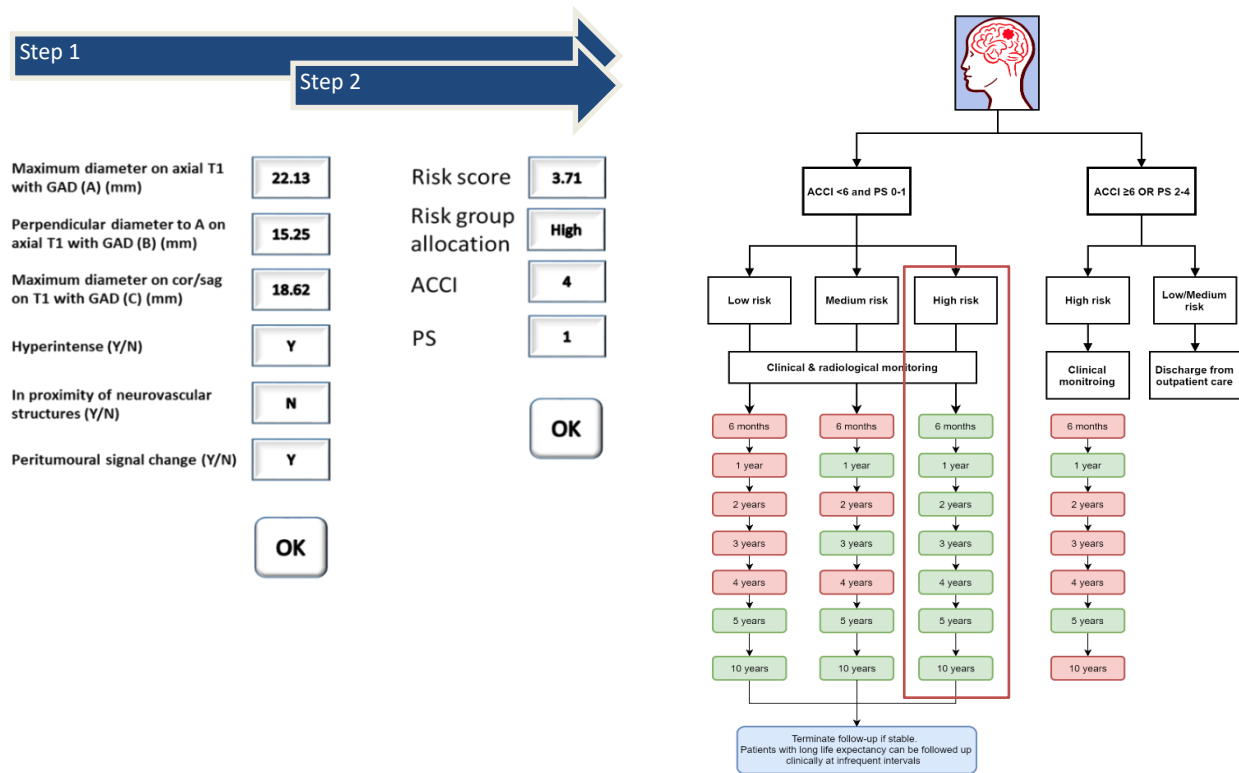 Step 1
Step 2
Maximum diameter on axial T1
with GAD (A) (mm)
22.13
Perpendicular diameter to A on
axial T1 with GAD (B) (mm)
15.25
Maximum diameter on cor/sag
on T1 with GAD (C) (mm)
18.62
Hyperintense (Y/N)
Y
In proximity of neurovascular
structures (Y/N)
N
Peritumoural signal change (Y/N)
Y
OK
Risk score
3.71
Risk group
allocation
High
ACCI
4
PS
1
OK
ACCI <6 and PS 0-1
ACCI ≥6 OR PS 2-4
Low risk
Medium risk
High risk
High risk
Low/Medium
risk
Clinical & radiological monitoring
Clinical
monitroing
Discharge from
outpatient care
6 months
6 months
6 months
6 months
1 year
1 year
1 year
1 year
2 years
2 years
2 years
2 years
3 years
3 years
3 years
3 years
4 years
4 years
4 years
4 years
5 years
5 years
5 years
5 years
10 years
10 years
10 years
10 years
Terminate follow-up if stable.
Patients with long life expectancy can be followed up
clinically at infrequent intervals